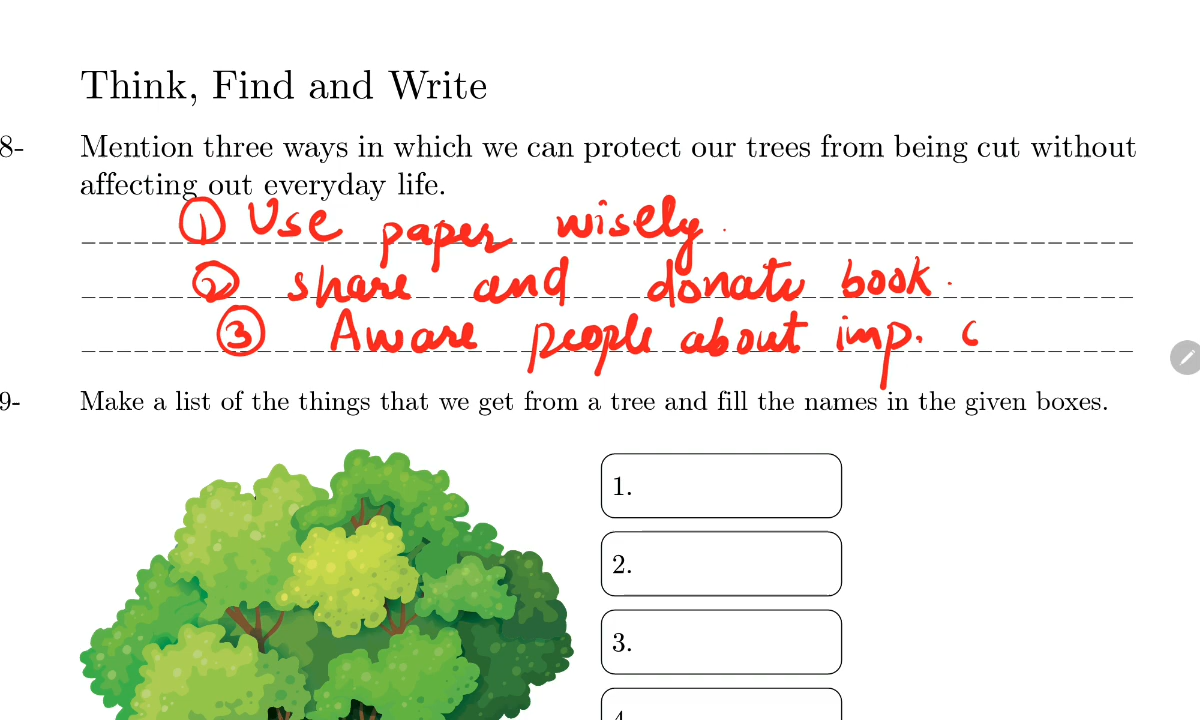 Think, Find and Write
8- Mention three ways in which we can protect our trees from being cut without
affecting out everyday life.
① Use paper wisely.
② share and donate book.
③ Aware people about imp.
9- Make a list of the things that we get from a tree and fill the names in the given boxes.
1.
2.
3.
4.